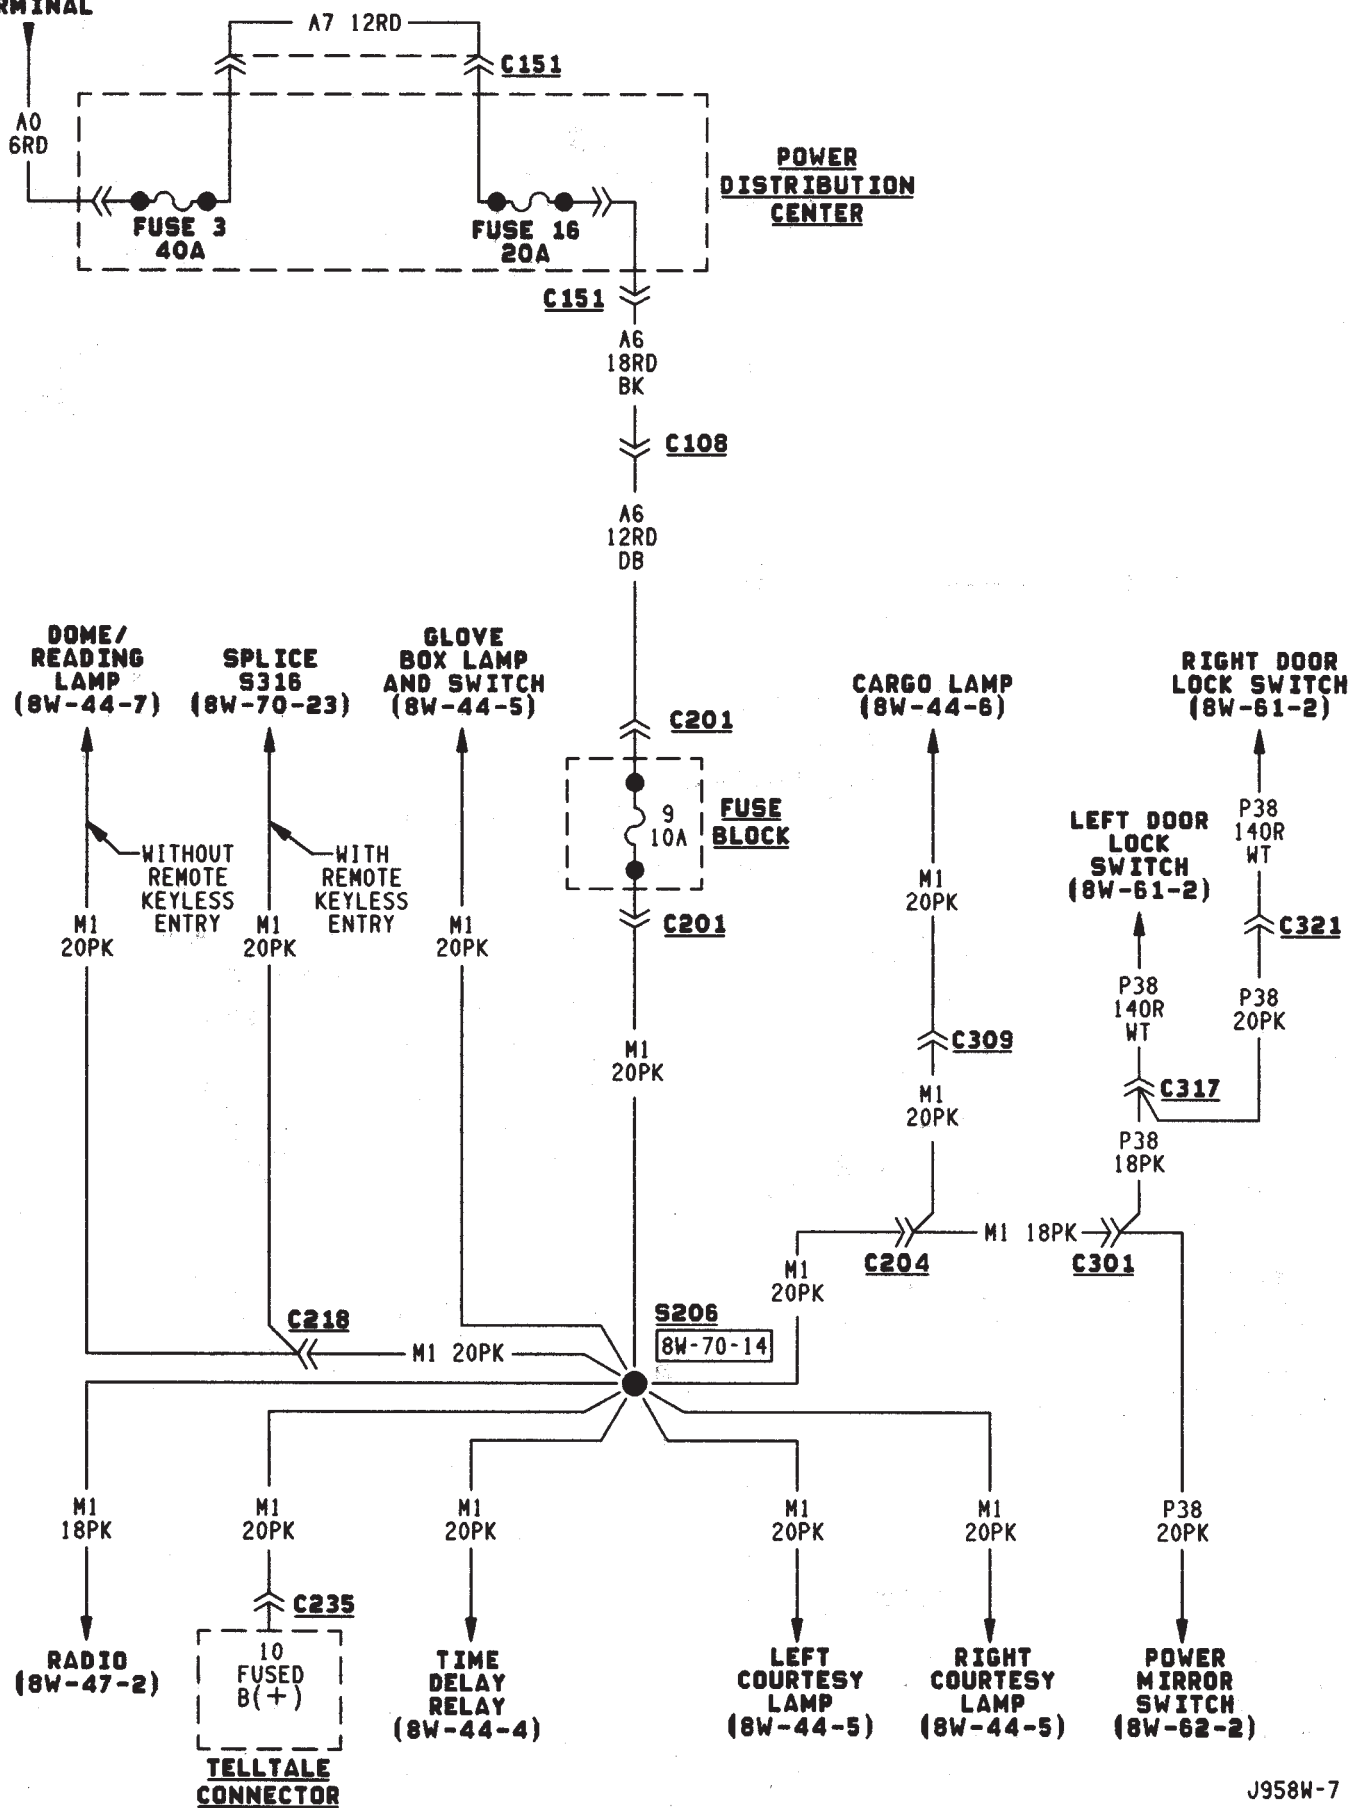 RMINAL
A7 12RD
C151
A0
6RD
POWER
DISTRIBUTION
CENTER
FUSE 3
40A
FUSE 16
20A
C151
A6
18RD
BK
C108
A6
12RD
DB
DOME/
READING
LAMP
(8W-44-7)
SPLICE
S316
(8W-70-23)
GLOVE
BOX LAMP
AND SWITCH
(8W-44-5)
C201
CARGO LAMP
(8W-44-6)
RIGHT DOOR
LOCK SWITCH
(8W-61-2)
9
10A
FUSE
BLOCK
LEFT DOOR
LOCK
SWITCH
(8W-61-2)
P38
14OR
WT
WITHOUT
REMOTE
KEYLESS
ENTRY
WITH
REMOTE
KEYLESS
ENTRY
M1
20PK
M1
20PK
M1
20PK
M1
20PK
C201
C321
P38
14OR
WT
P38
20PK
M1
20PK
C309
M1
20PK
C317
P38
18PK
M1 18PK
C204
C301
M1
20PK
C218
S206
8W-70-14
M1 20PK
M1
18PK
M1
20PK
M1
20PK
M1
20PK
M1
20PK
P38
20PK
C235
RADIO
(8W-47-2)
10
FUSED
B(+)
TELLTALE
CONNECTOR
TIME
DELAY
RELAY
(8W-44-4)
LEFT
COURTESY
LAMP
(8W-44-5)
RIGHT
COURTESY
LAMP
(8W-44-5)
POWER
MIRROR
SWITCH
(8W-62-2)
J958W-7